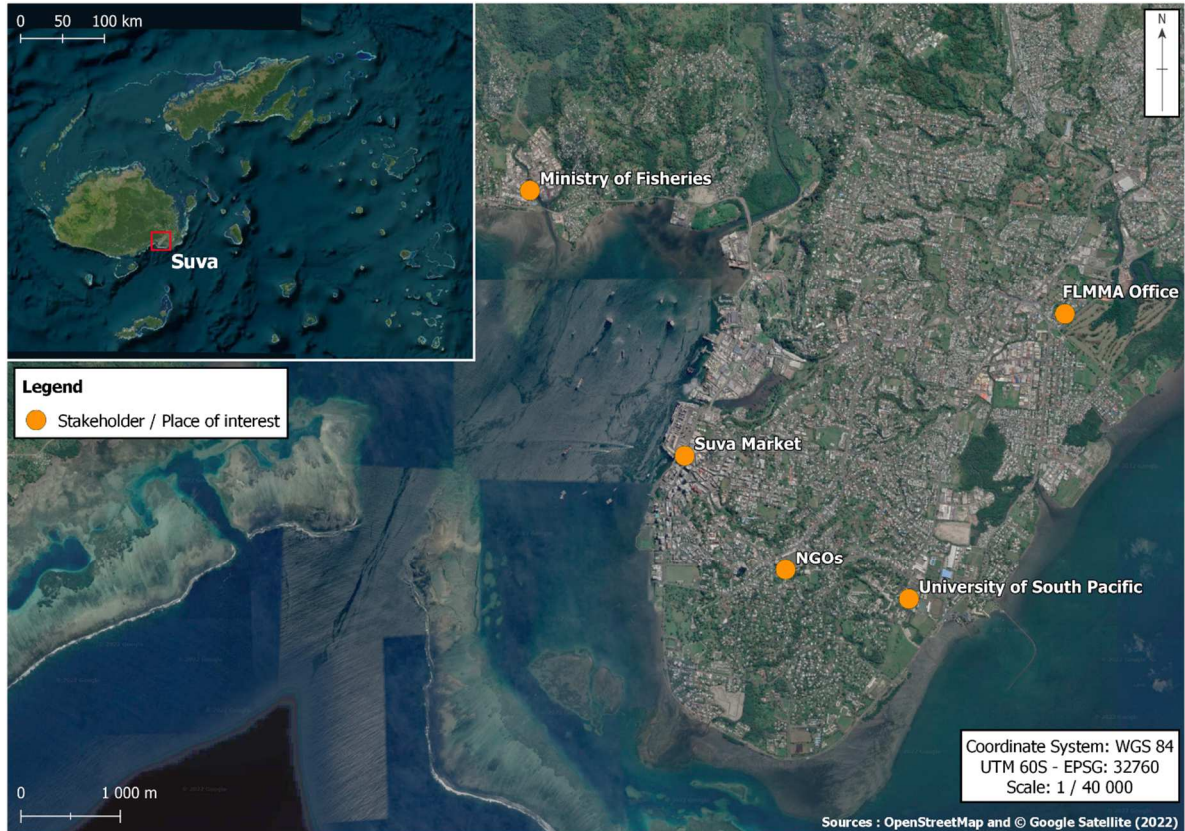 0 50 100 km
Suva
N
Ministry of Fisheries
FLMMA Office
Legend
Stakeholder / Place of interest
Suva Market
NGOs
University of South Pacific
Coordinate System: WGS 84
UTM 60S - EPSG: 32760
Scale: 1 / 40 000
0 1 000 m
Sources : OpenStreetMap and © Google Satellite (2022)